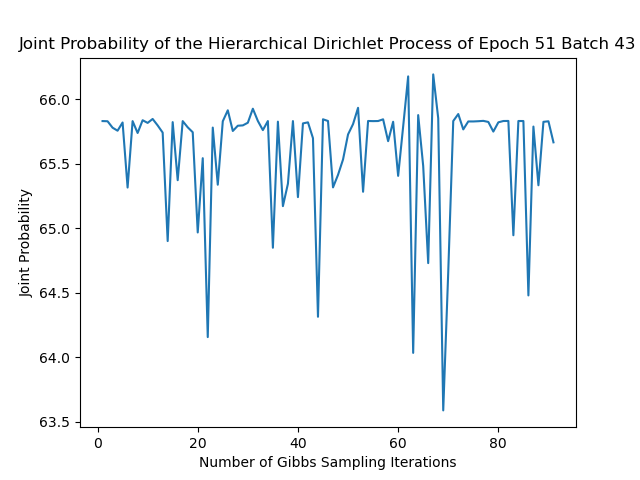 Joint Probability of the Hierarchical Dirichlet Process of Epoch 51 Batch 43
Joint Probability
66.0
65.5
65.0
64.5
64.0
63.5
0 20 40 60 80
Number of Gibbs Sampling Iterations